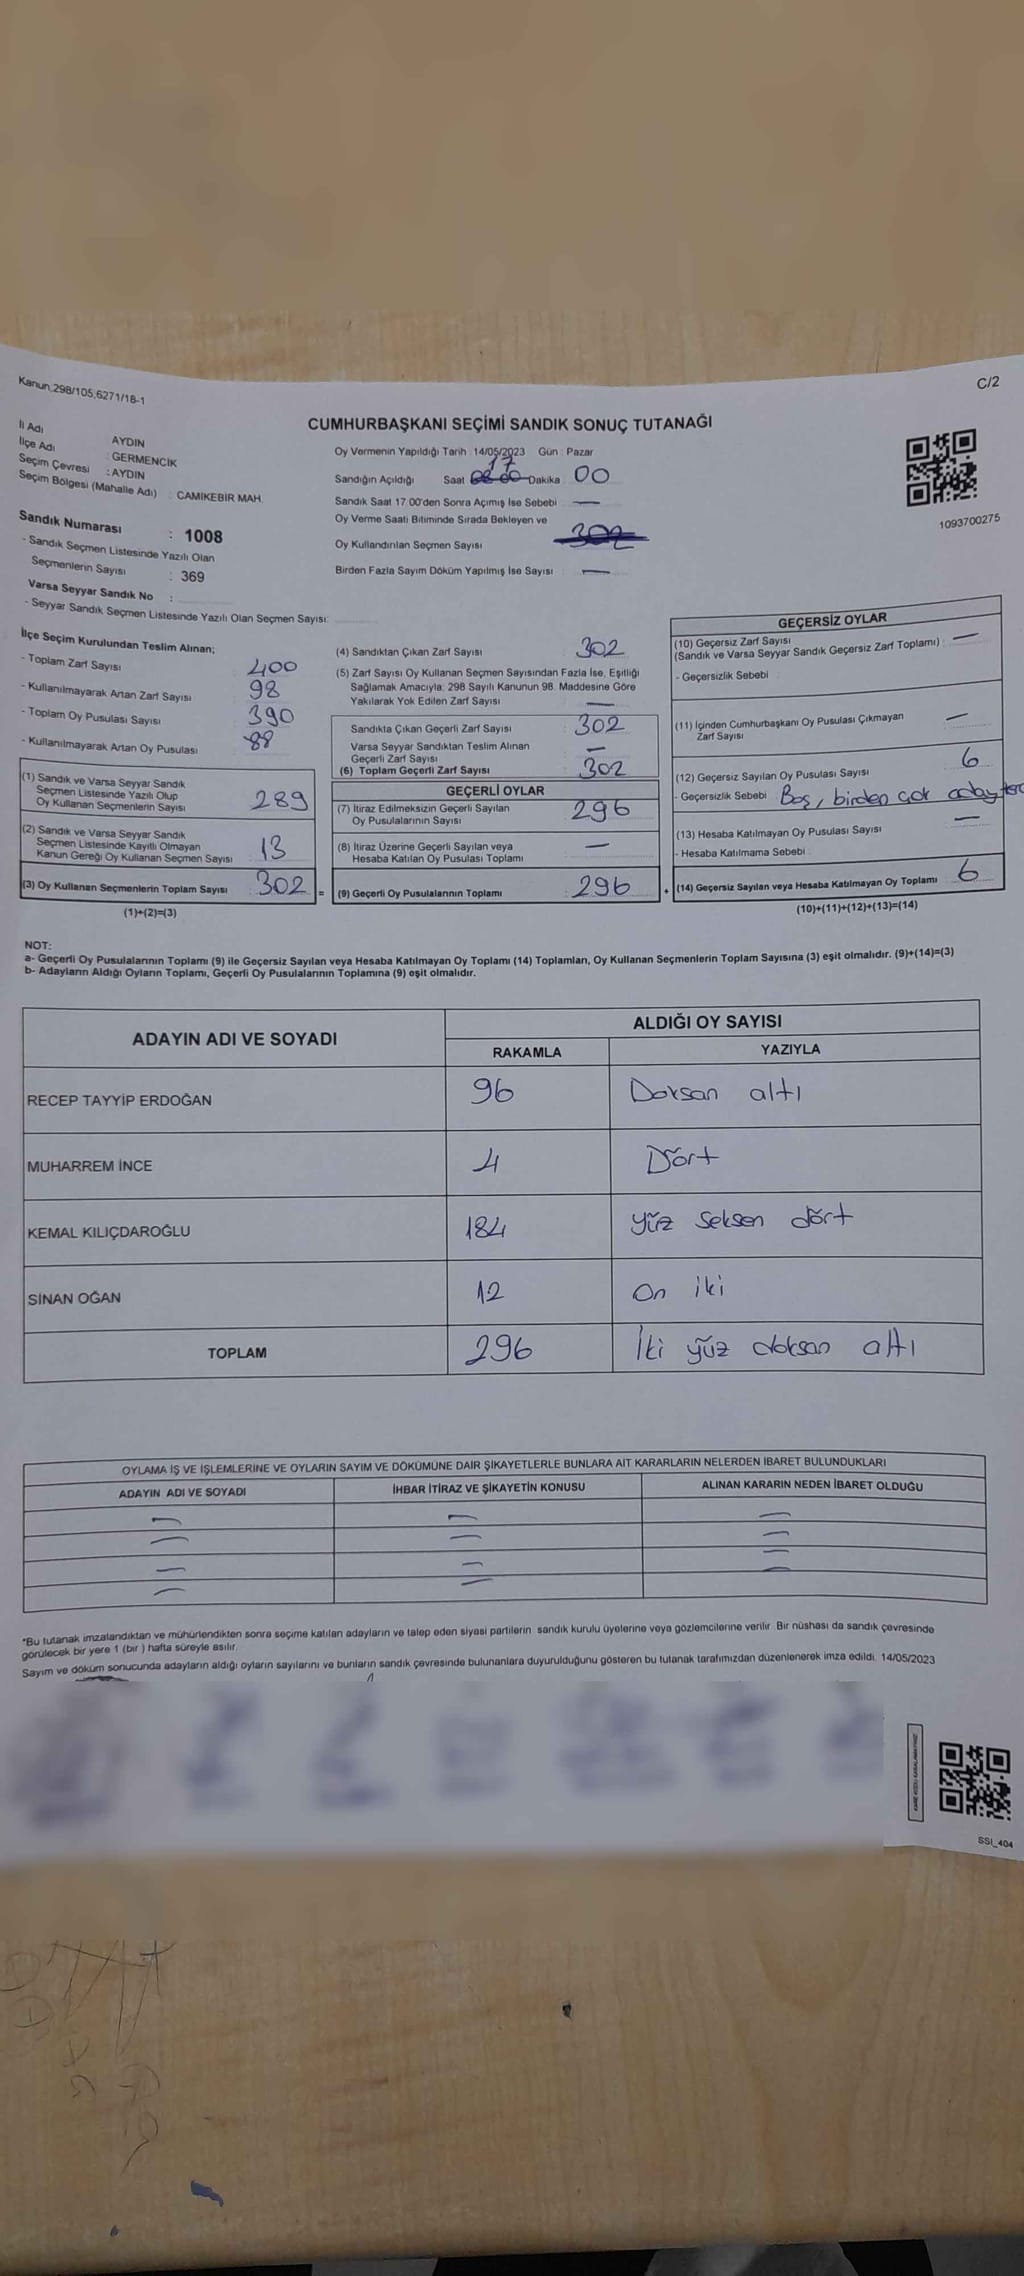 Kanun:298/105;6271/18-1
C/2
CUMHURBAŞKANI SEÇİMİ SANDIK SONUÇ TUTANAĞI
İl Adı : AYDIN
İlçe Adı : GERMENCİK
Seçim Çevresi : AYDIN
Seçim Bölgesi (Mahalle Adı) : CAMİKEBİR MAH.
Sandık Numarası : 1008
- Sandık Seçmen Listesinde Yazılı Olan
Seçmenlerin Sayısı : 369
Varsa Seyyar Sandık No :
- Seyyar Sandık Seçmen Listesinde Yazılı Olan Seçmen Sayısı:
Oy Vermenin Yapıldığı Tarih : 14/05/2023 Gün : Pazar
Sandığın Açıldığı Saat 17 Dakika 00
Sandık Saat 17:00'den Sonra Açımış İse Sebebi : —
Oy Verme Saati Bitiminde Sırada Bekleyen ve
Oy Kullandırılan Seçmen Sayısı : 302
Birden Fazla Sayım Döküm Yapılmış İse Sayısı : —
1093700275
İlçe Seçim Kurulundan Teslim Alınan;
- Toplam Zarf Sayısı : 400
- Kullanılmayarak Artan Zarf Sayısı : 98
- Toplam Oy Pusulası Sayısı : 390
- Kullanılmayarak Artan Oy Pusulası : 88
(1) Sandık ve Varsa Seyyar Sandık
Seçmen Listesinde Yazılı Olup
Oy Kullanan Seçmenlerin Sayısı : 289
(2) Sandık ve Varsa Seyyar Sandık
Seçmen Listesinde Kayıtlı Olmayan
Kanun Gereği Oy Kullanan Seçmen Sayısı : 13
(3) Oy Kullanan Seçmenlerin Toplam Sayısı : 302 =
(1)+(2)=(3)
(4) Sandıktan Çıkan Zarf Sayısı : 302
(5) Zarf Sayısı Oy Kullanan Seçmen Sayısından Fazla İse, Eşitliği
Sağlamak Amacıyla; 298 Sayılı Kanunun 98. Maddesine Göre
Yakılarak Yok Edilen Zarf Sayısı : —
Sandıkta Çıkan Geçerli Zarf Sayısı : 302
Varsa Seyyar Sandıktan Teslim Alınan
Geçerli Zarf Sayısı : —
(6) Toplam Geçerli Zarf Sayısı : 302
GEÇERLİ OYLAR
(7) İtiraz Edilmeksizin Geçerli Sayılan
Oy Pusulalarının Sayısı : 296
(8) İtiraz Üzerine Geçerli Sayılan veya
Hesaba Katılan Oy Pusulası Toplamı : —
(9) Geçerli Oy Pusulalarının Toplamı : 296 +
GEÇERSİZ OYLAR
(10) Geçersiz Zarf Sayısı
(Sandık ve Varsa Seyyar Sandık Geçersiz Zarf Toplamı) : —
- Geçersizlik Sebebi :
(11) İçinden Cumhurbaşkanı Oy Pusulası Çıkmayan
Zarf Sayısı : —
(12) Geçersiz Sayılan Oy Pusulası Sayısı : 6
- Geçersizlik Sebebi : Boş, birden çok
(13) Hesaba Katılmayan Oy Pusulası Sayısı : —
- Hesaba Katılmama Sebebi :
(14) Geçersiz Sayılan veya Hesaba Katılmayan Oy Toplamı : 6
(10)+(11)+(12)+(13)=(14)
NOT:
a- Geçerli Oy Pusulalarının Toplamı (9) ile Geçersiz Sayılan veya Hesaba Katılmayan Oy Toplamı (14) Toplamları, Oy Kullanan Seçmenlerin Toplam Sayısına (3) eşit olmalıdır. (9)+(14)=(3)
b- Adayların Aldığı Oyların Toplamı, Geçerli Oy Pusulalarının Toplamına (9) eşit olmalıdır.
ADAYIN ADI VE SOYADI
ALDIĞI OY SAYISI
RAKAMLA YAZIYLA
RECEP TAYYİP ERDOĞAN 96 Doksan altı
MUHARREM İNCE 4 Dört
KEMAL KILIÇDAROĞLU 184 yüz seksen dört
SİNAN OĞAN 12 on iki
TOPLAM 296 İki yüz doksan altı
OYLAMA İŞ VE İŞLEMLERİNE VE OYLARIN SAYIM VE DÖKÜMÜNE DAİR ŞİKAYETLERLE BUNLARA AİT KARARLARIN NELERDEN İBARET BULUNDUKLARI
ADAYIN ADI VE SOYADI İHBAR İTİRAZ VE ŞİKAYETİN KONUSU ALINAN KARARIN NEDEN İBARET OLDUĞU
— — —
— — —
— — —
— — —
*Bu tutanak imzalandıktan ve mühürlendikten sonra seçime katılan adayların ve talep eden siyasi partilerin sandık kurulu üyelerine veya gözlemcilerine verilir. Bir nüshası da sandık çevresinde
görülecek bir yere 1 (bir ) hafta süreyle asılır.
Sayım ve döküm sonucunda adayların aldığı oyların sayılarını ve bunların sandık çevresinde bulunanlara duyurulduğunu gösteren bu tutanak tarafımızdan düzenlenerek imza edildi. 14/05/2023
SSI_404